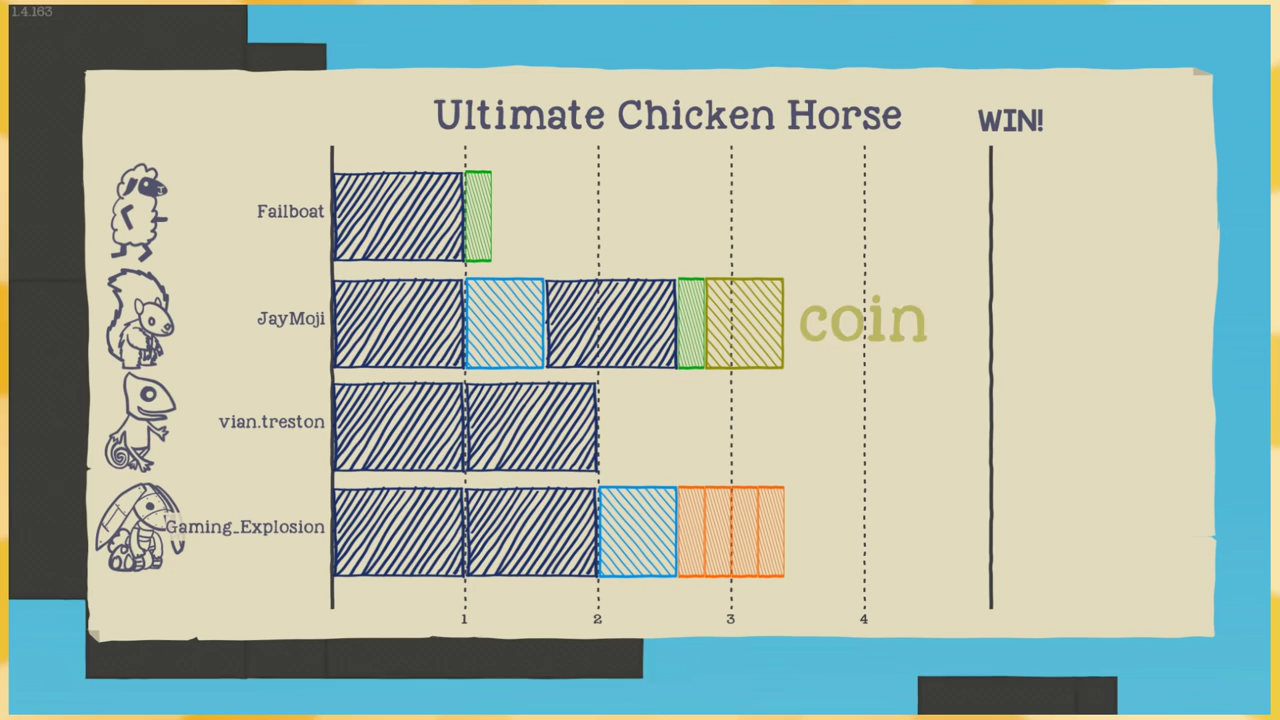 1.4.163
Ultimate Chicken Horse
WIN!
Failboat
JayMoji
coin
vian.treston
Gaming_Explosion
1 2 3 4